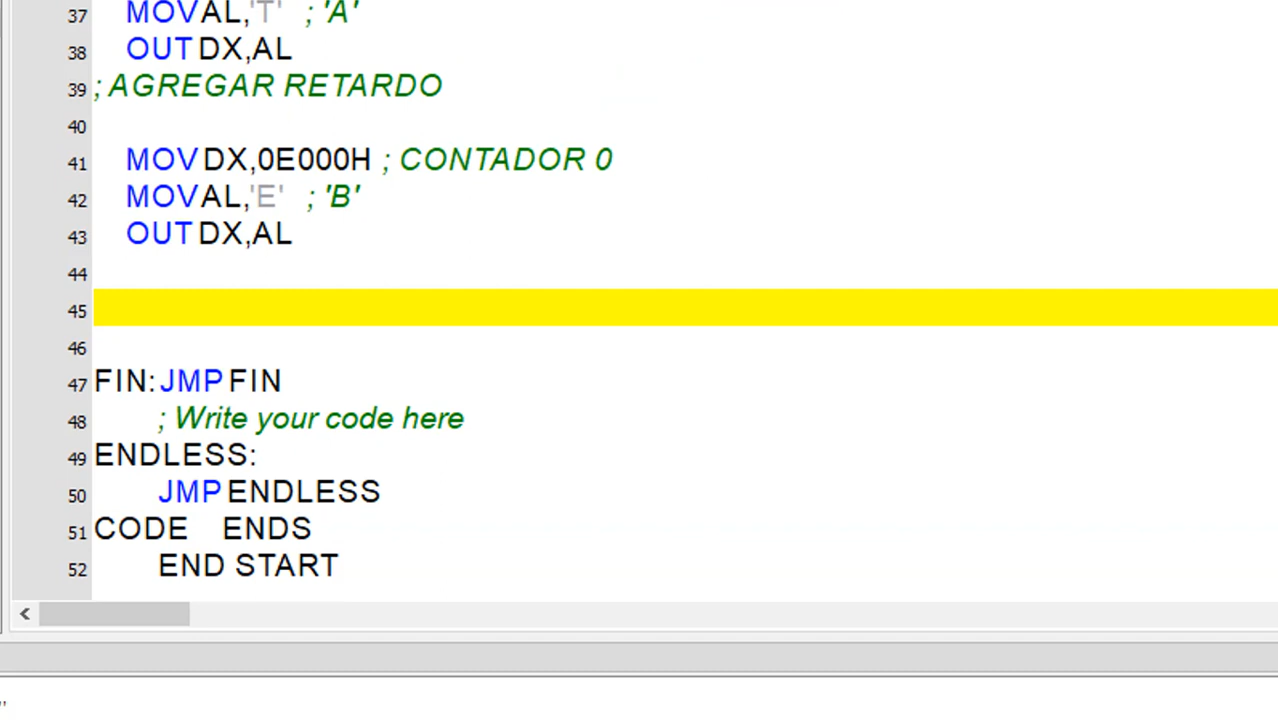 37 MOV AL,'T' ; 'A'
38 OUT DX,AL
39 ; AGREGAR RETARDO
40
41 MOV DX,0E000H ; CONTADOR 0
42 MOV AL,'E' ; 'B'
43 OUT DX,AL
44
45
46
47 FIN: JMP FIN
48 ; Write your code here
49 ENDLESS:
50 JMP ENDLESS
51 CODE ENDS
52 END START
"